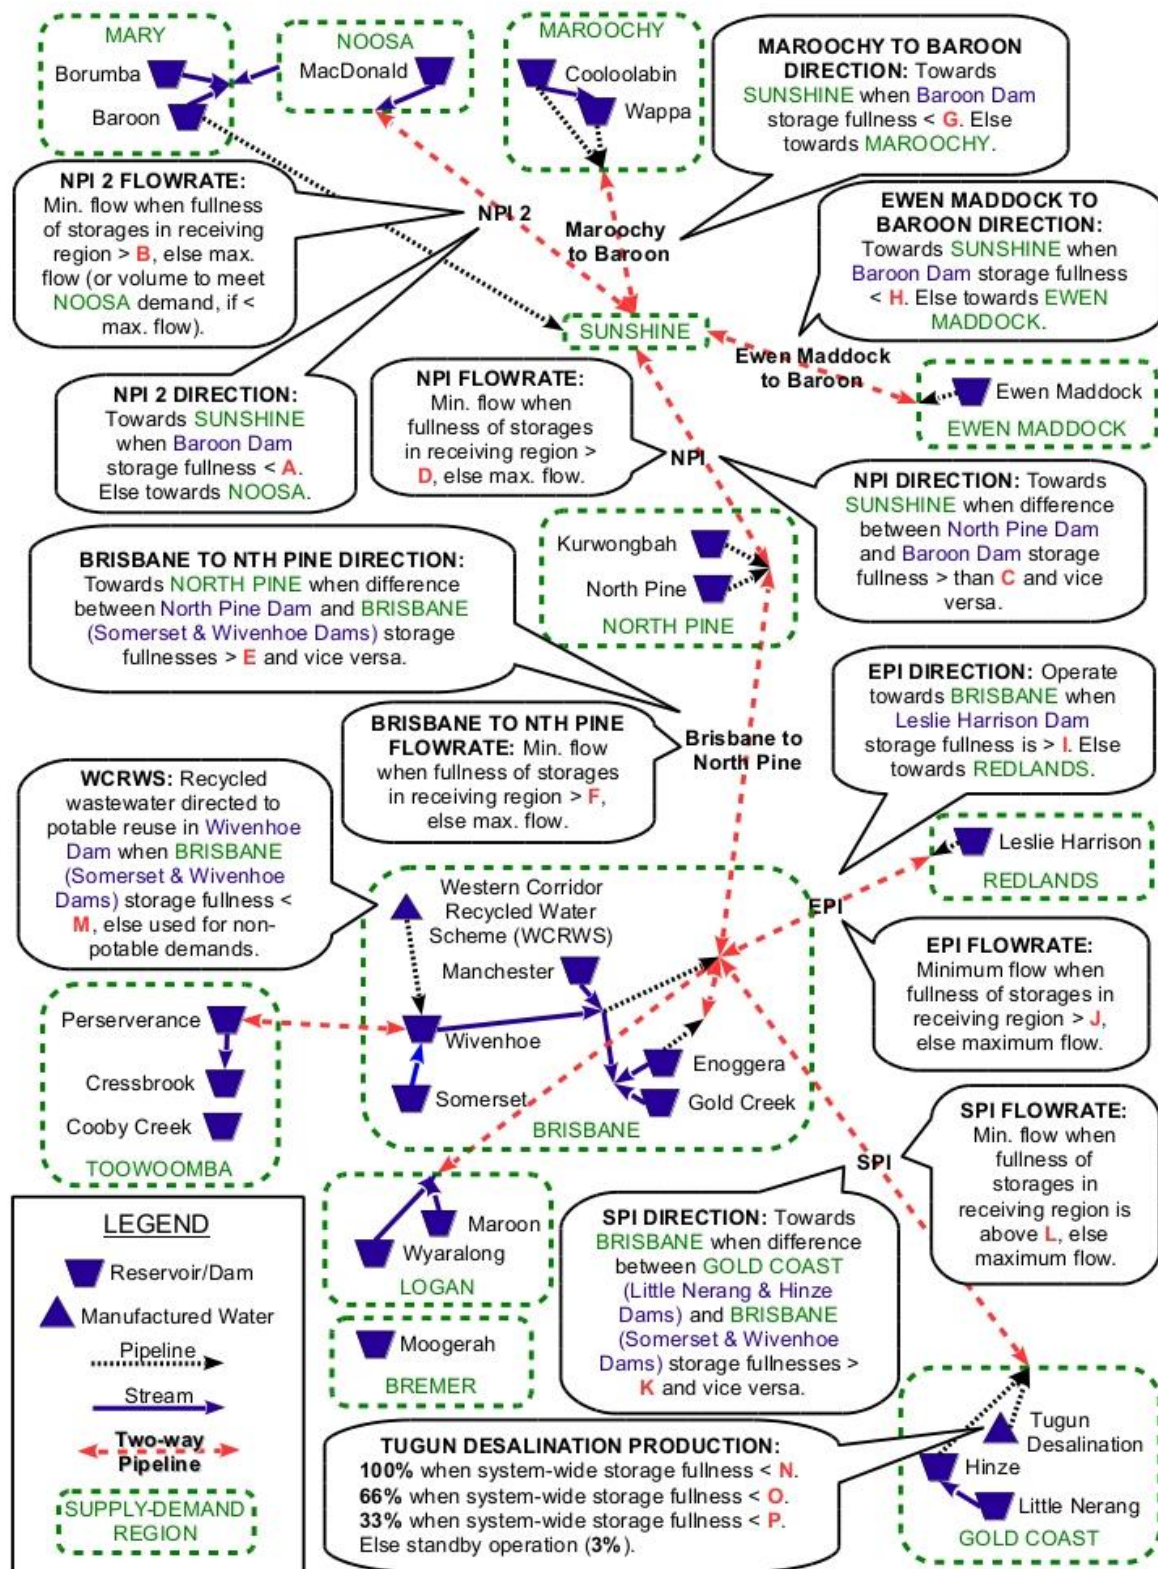 MARY
Borumba
Baroon
NOOSA
MacDonald
MAROOCHY
Cooloolabin
Wappa
MAROOCHY TO BAROON
DIRECTION: Towards
SUNSHINE when Baroon Dam
storage fullness < G. Else
towards MAROOCHY.
NPI 2 FLOWRATE:
Min. flow when fullness
of storages in receiving
region > B, else max.
flow (or volume to meet
NOOSA demand, if <
max. flow).
NPI 2
Maroochy
to Baroon
EWEN MADDOCK TO
BAROON DIRECTION:
Towards SUNSHINE when
Baroon Dam storage fullness
< H. Else towards EWEN
MADDOCK.
SUNSHINE
Ewen Maddock
to Baroon
Ewen Maddock
EWEN MADDOCK
NPI 2 DIRECTION:
Towards SUNSHINE
when Baroon Dam
storage fullness < A.
Else towards NOOSA.
NPI FLOWRATE:
Min. flow when
fullness of storages
in receiving region >
D, else max. flow.
NPI
NPI DIRECTION: Towards
SUNSHINE when difference
between North Pine Dam
and Baroon Dam storage
fullness > than C and vice
versa.
Kurwongbah
North Pine
NORTH PINE
BRISBANE TO NTH PINE DIRECTION:
Towards NORTH PINE when difference
between North Pine Dam and BRISBANE
(Somerset & Wivenhoe Dams) storage
fullnesses > E and vice versa.
BRISBANE TO NTH PINE
FLOWRATE: Min. flow
when fullness of storages
in receiving region > F,
else max. flow.
Brisbane to
North Pine
EPI DIRECTION: Operate
towards BRISBANE when
Leslie Harrison Dam
storage fullness is > I. Else
towards REDLANDS.
WCRWS: Recycled
wastewater directed to
potable reuse in Wivenhoe
Dam when BRISBANE
(Somerset & Wivenhoe
Dams) storage fullness <
M, else used for non-
potable demands.
Leslie Harrison
REDLANDS
Western Corridor
Recycled Water
Scheme (WCRWS)
EPI
Manchester
Wivenhoe
Somerset
Enoggera
Gold Creek
BRISBANE
EPI FLOWRATE:
Minimum flow when
fullness of storages in
receiving region > J,
else maximum flow.
Perserverance
Cressbrook
Cooby Creek
TOOWOOMBA
SPI
SPI FLOWRATE:
Min. flow when
fullness of
storages in
receiving region is
above L, else
maximum flow.
Maroon
Wyaralong
LOGAN
Moogerah
BREMER
SPI DIRECTION: Towards
BRISBANE when difference
between GOLD COAST
(Little Nerang & Hinze
Dams) and BRISBANE
(Somerset & Wivenhoe
Dams) storage fullnesses >
K and vice versa.
LEGEND
Reservoir/Dam
Manufactured Water
Pipeline
Stream
Two-way
Pipeline
SUPPLY-DEMAND
REGION
TUGUN DESALINATION PRODUCTION:
100% when system-wide storage fullness < N.
66% when system-wide storage fullness < O.
33% when system-wide storage fullness < P.
Else standby operation (3%).
Tugun
Desalination
Hinze
Little Nerang
GOLD COAST